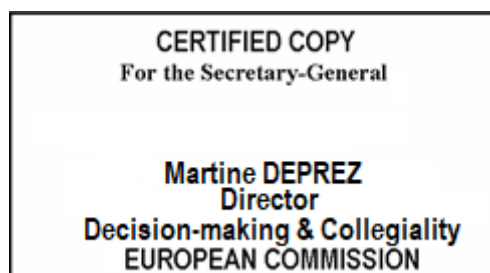 CERTIFIED COPY
For the Secretary-General
Martine DEPREZ
Director
Decision-making & Collegiality
EUROPEAN COMMISSION